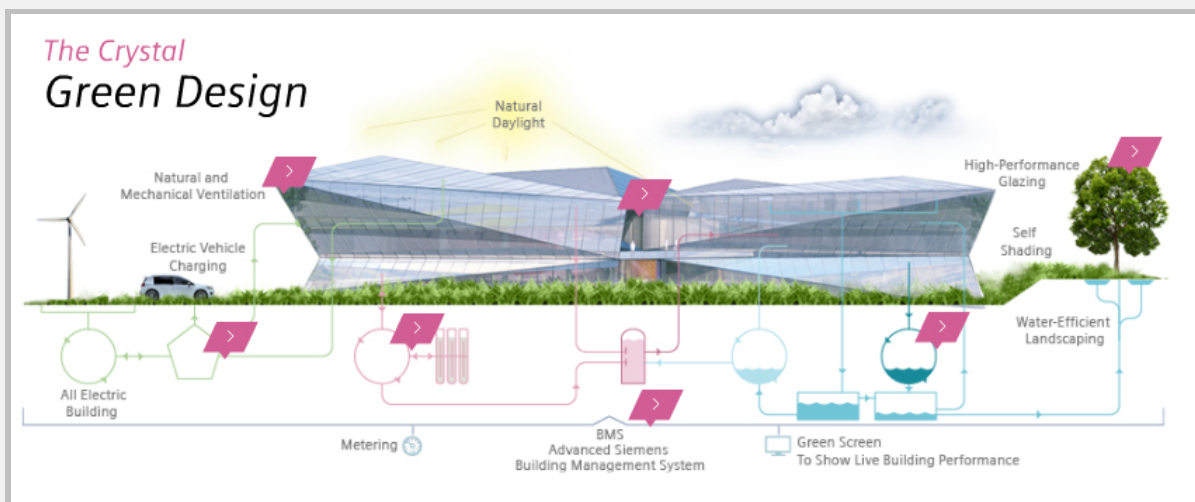 The Crystal
Green Design
Natural
Daylight
Natural and
Mechanical Ventilation
High-Performance
Glazing
Electric Vehicle
Charging
Self
Shading
Water-Efficient
Landscaping
All Electric
Building
Metering
BMS
Advanced Siemens
Building Management System
Green Screen
To Show Live Building Performance